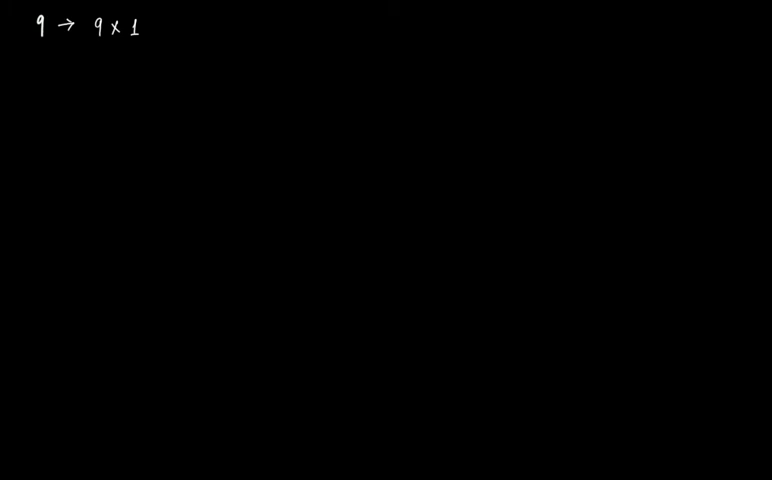 9 → 9 × 1